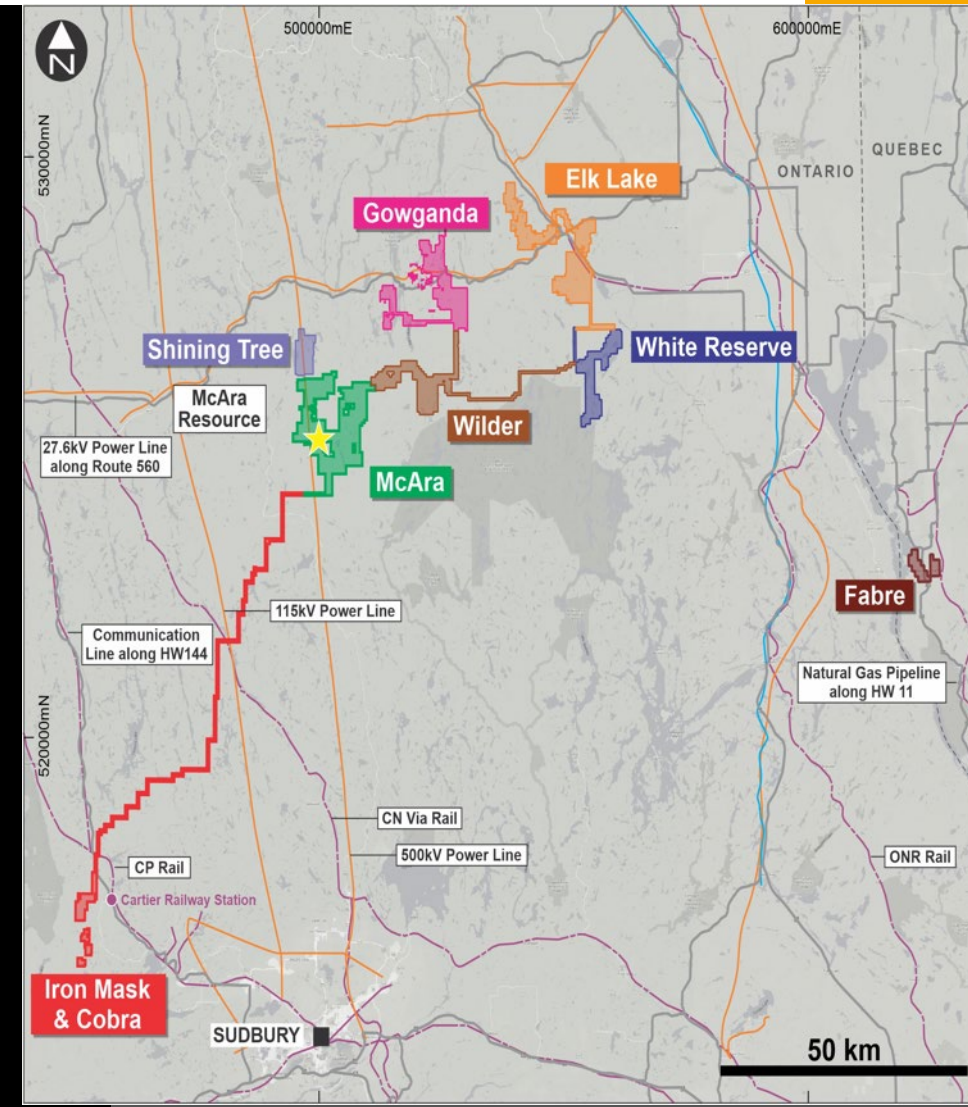 500000mE
600000mE
N
530000mN
520000mN
QUEBEC
ONTARIO
Elk Lake
Gowganda
Shining Tree
White Reserve
McAra
Resource
Wilder
27.6kV Power Line
along Route 560
McAra
Fabre
115kV Power Line
Communication
Line along HW144
Natural Gas Pipeline
along HW 11
CN Via Rail
500kV Power Line
ONR Rail
CP Rail
Cartier Railway Station
Iron Mask
& Cobra
SUDBURY
50 km